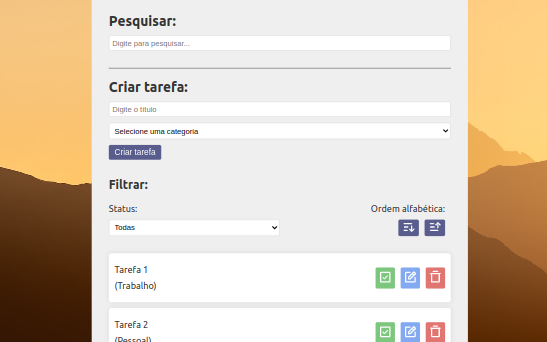 Pesquisar:
Digite para pesquisar...
Criar tarefa:
Digite o título
Selecione uma categoria
Criar tarefa
Filtrar:
Status:
Ordem alfabética:
Todas
Tarefa 1
(Trabalho)
Tarefa 2
(Pessoal)